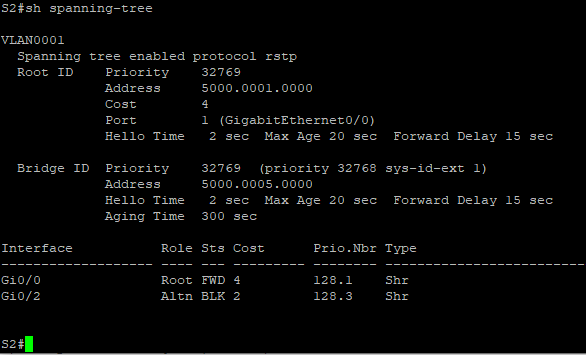 S2#sh spanning-tree
VLAN0001
  Spanning tree enabled protocol rstp
  Root ID    Priority    32769
             Address     5000.0001.0000
             Cost        4
             Port        1 (GigabitEthernet0/0)
             Hello Time   2 sec  Max Age 20 sec  Forward Delay 15 sec
  Bridge ID  Priority    32769  (priority 32768 sys-id-ext 1)
             Address     5000.0005.0000
             Hello Time   2 sec  Max Age 20 sec  Forward Delay 15 sec
             Aging Time  300 sec
Interface           Role Sts Cost      Prio.Nbr Type
------------------- ---- --- --------- -------- --------------------------------
Gi0/0               Root FWD 4         128.1    Shr
Gi0/2               Altn BLK 2         128.3    Shr
S2#